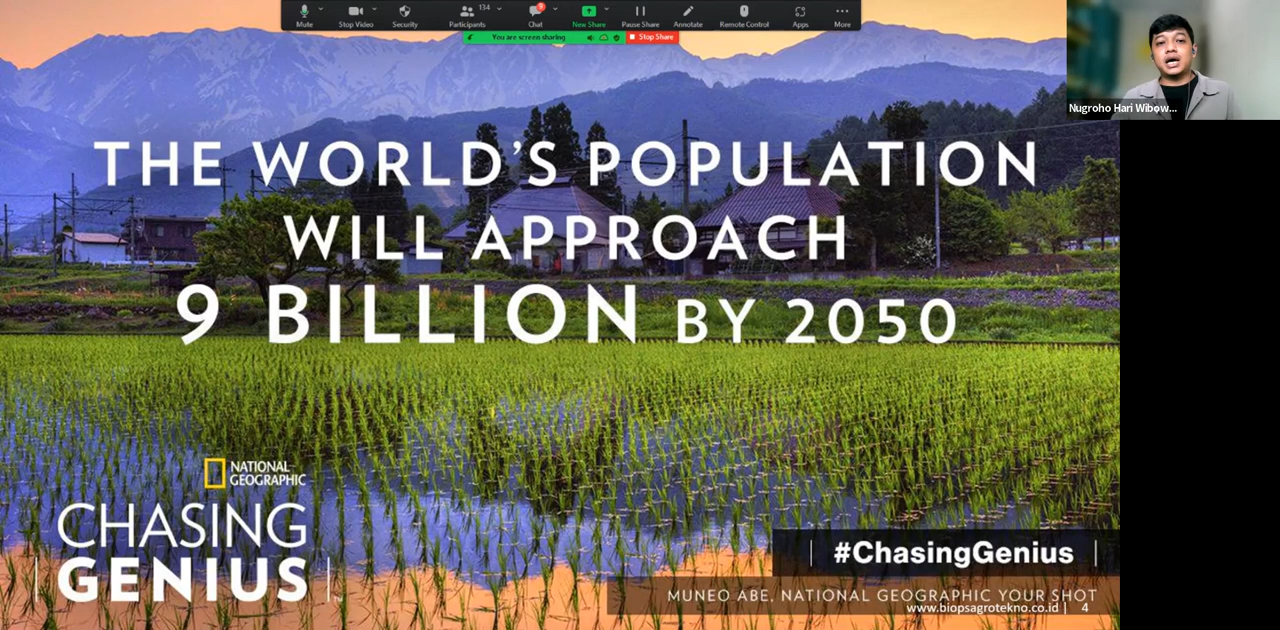 Mute
Stop Video
Security
Participants
134
Chat
9
New Share
Pause Share
Annotate
Remote Control
Apps
More
You are screen sharing
Stop Share
Nugroho Hari Wibow...
THE WORLD'S POPULATION
WILL APPROACH
9 BILLION BY 2050
NATIONAL
GEOGRAPHIC
CHASING
GENIUS
TM
#ChasingGenius
MUNEO ABE, NATIONAL GEOGRAPHIC YOUR SHOT
www.biopsagrotekno.co.id | 4